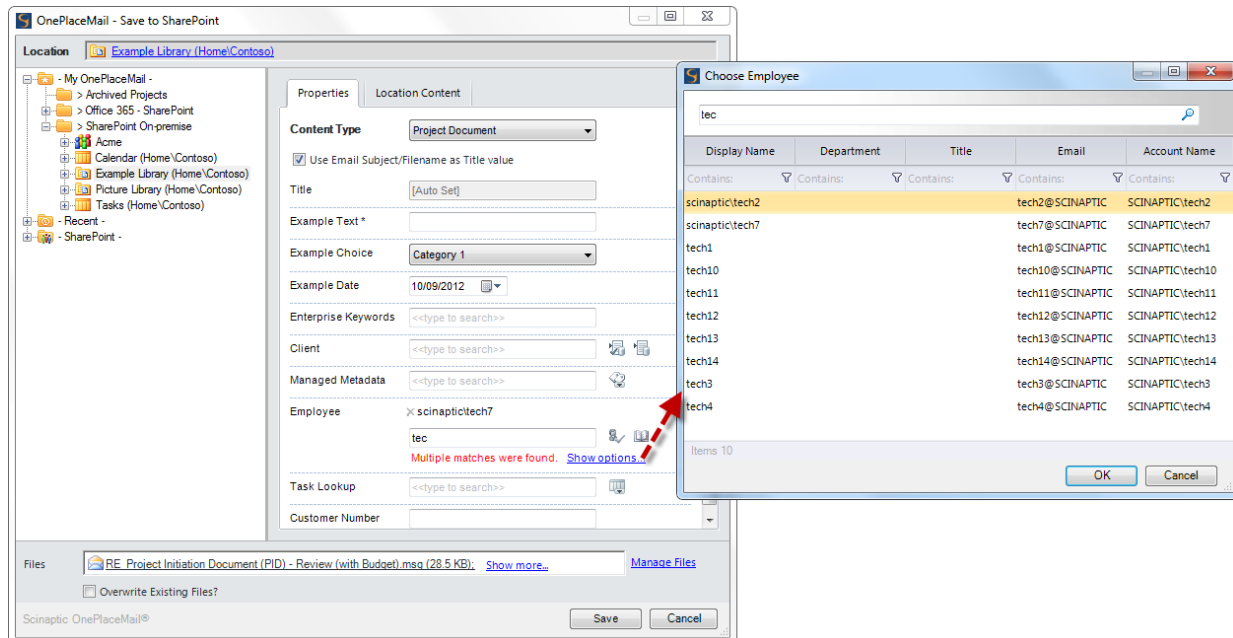 OnePlaceMail - Save to SharePoint
Location Example Library (Home\Contoso)
- My OnePlaceMail -
> Archived Projects
> Office 365 - SharePoint
> SharePoint On-premise
Acme
Calendar (Home\Contoso)
Example Library (Home\Contoso)
Picture Library (Home\Contoso)
Tasks (Home\Contoso)
- Recent -
- SharePoint -
Properties Location Content
Content Type Project Document
Use Email Subject/Filename as Title value
Title [Auto Set]
Example Text *
Example Choice Category 1
Example Date 10/09/2012
Enterprise Keywords <<type to search>>
Client <<type to search>>
Managed Metadata <<type to search>>
Employee scinaptic\tech7
tec
Multiple matches were found. Show options...
Task Lookup <<type to search>>
Customer Number
Files RE_Project Initiation Document (PID) - Review (with Budget).msg (28.5 KB); Show more... Manage Files
Overwrite Existing Files?
Scinaptic OnePlaceMail® Save Cancel
Choose Employee
tec
Display Name Department Title Email Account Name
Contains: Contains: Contains: Contains: Contains:
scinaptic\tech2 tech2@SCINAPTIC SCINAPTIC\tech2
scinaptic\tech7 tech7@SCINAPTIC SCINAPTIC\tech7
tech1 tech1@SCINAPTIC SCINAPTIC\tech1
tech10 tech10@SCINAPTIC SCINAPTIC\tech10
tech11 tech11@SCINAPTIC SCINAPTIC\tech11
tech12 tech12@SCINAPTIC SCINAPTIC\tech12
tech13 tech13@SCINAPTIC SCINAPTIC\tech13
tech14 tech14@SCINAPTIC SCINAPTIC\tech14
tech3 tech3@SCINAPTIC SCINAPTIC\tech3
tech4 tech4@SCINAPTIC SCINAPTIC\tech4
Items 10
OK Cancel